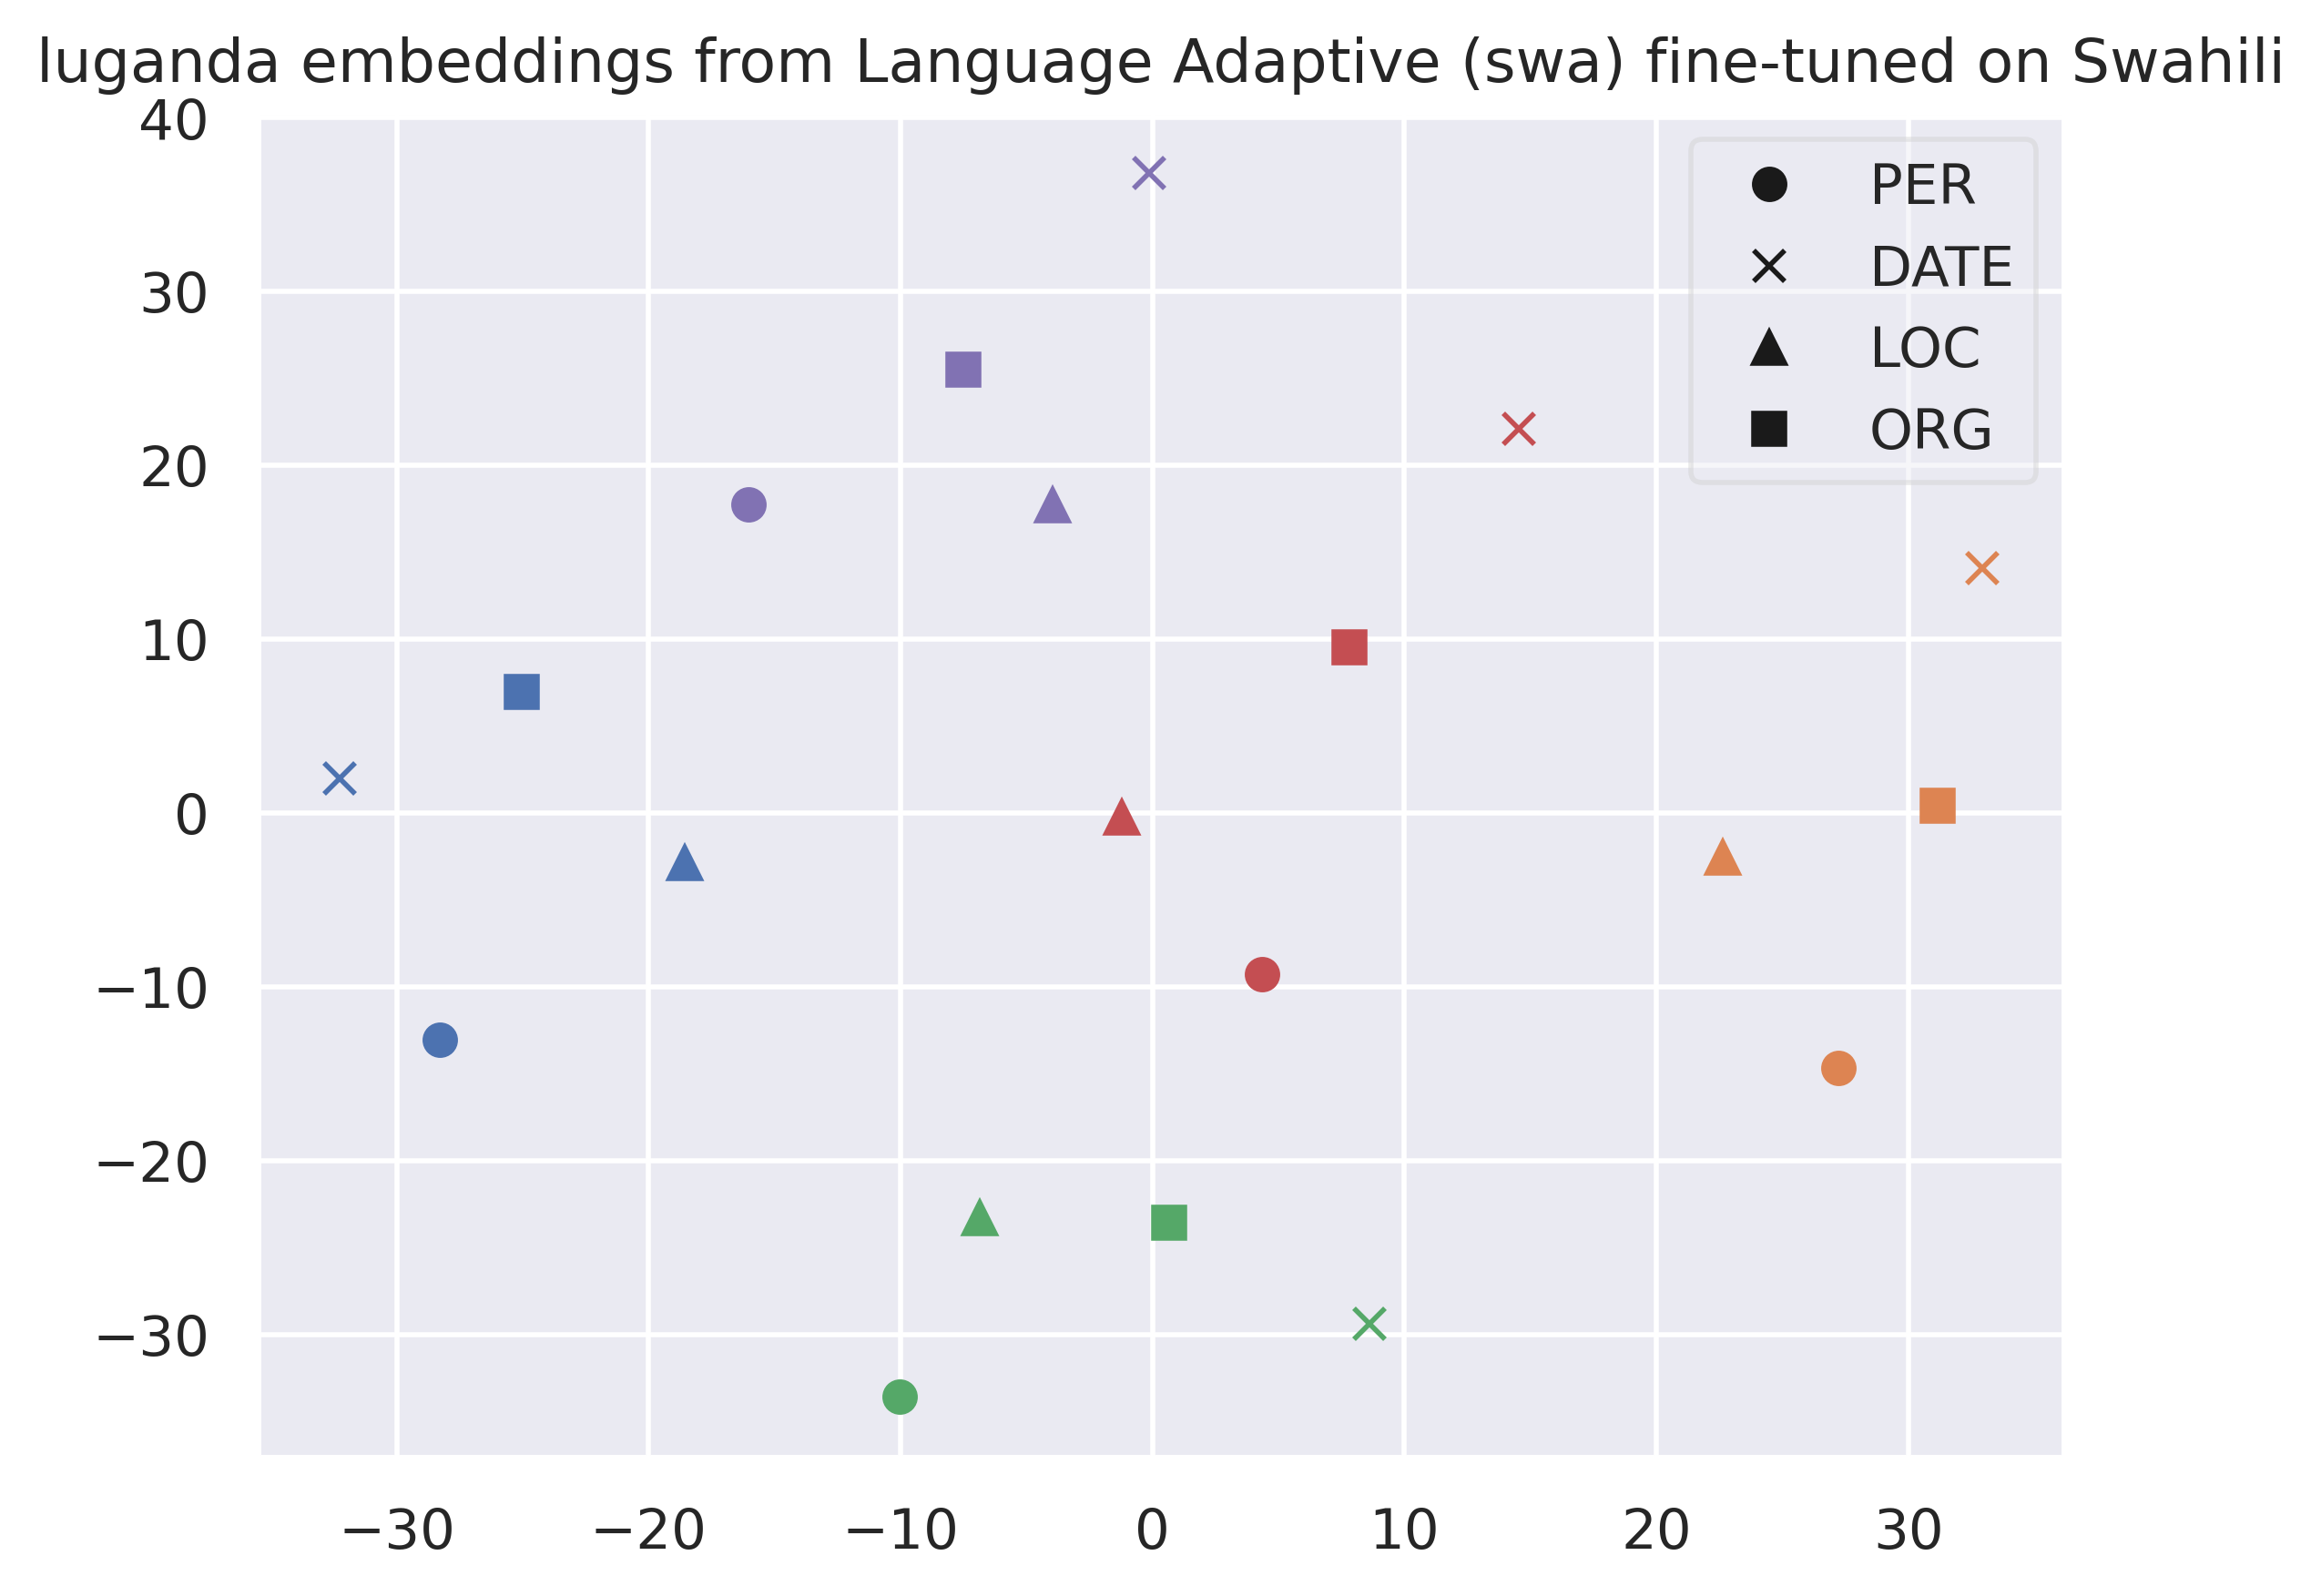 luganda embeddings from Language Adaptive (swa) fine-tuned on Swahili
40
30
20
10
0
−10
−20
−30
PER
DATE
LOC
ORG
−30 −20 −10 0 10 20 30